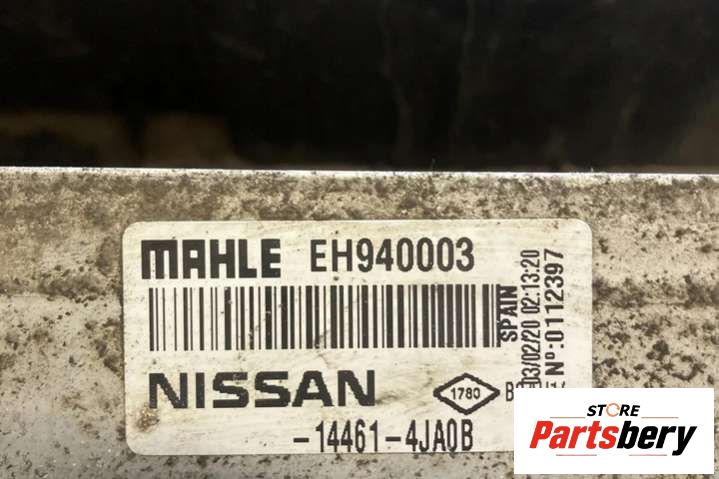 MAHLE EH940003
SPAIN
03/02/20 02:13:20
Nº:0112397
NISSAN
1780
-14461-4JA0B
STORE
Partsbery